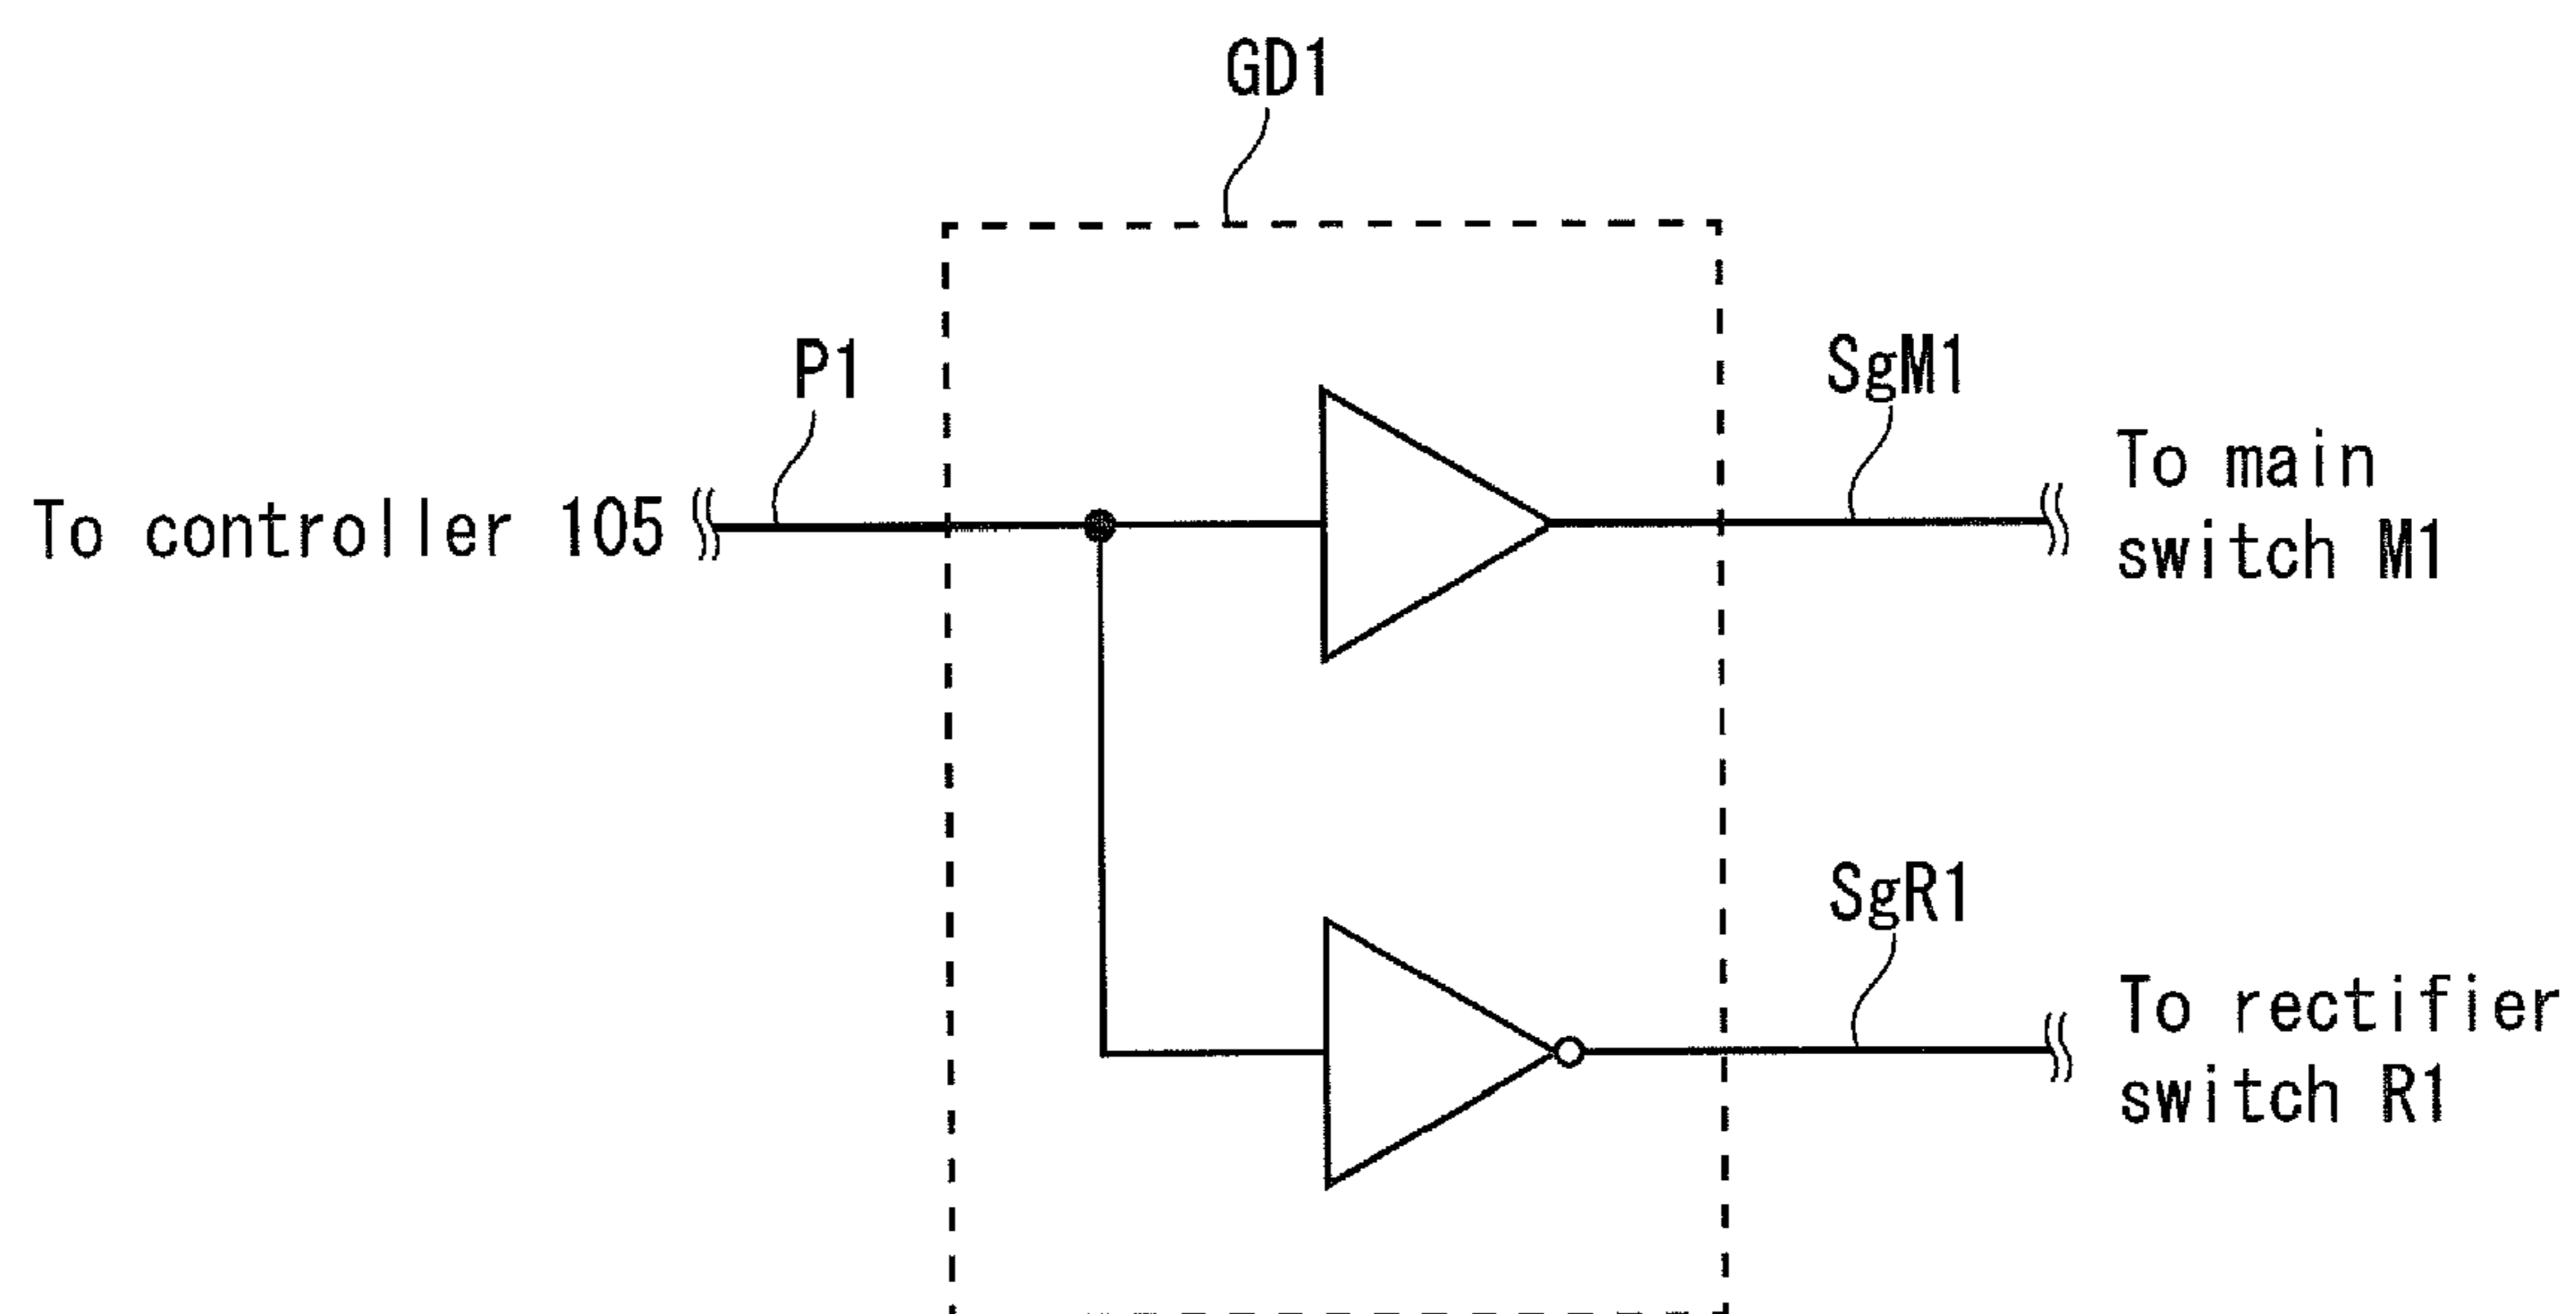 GD1
P1
SgM1
To controller 105
To main
switch M1
SgR1
To rectifier
switch R1